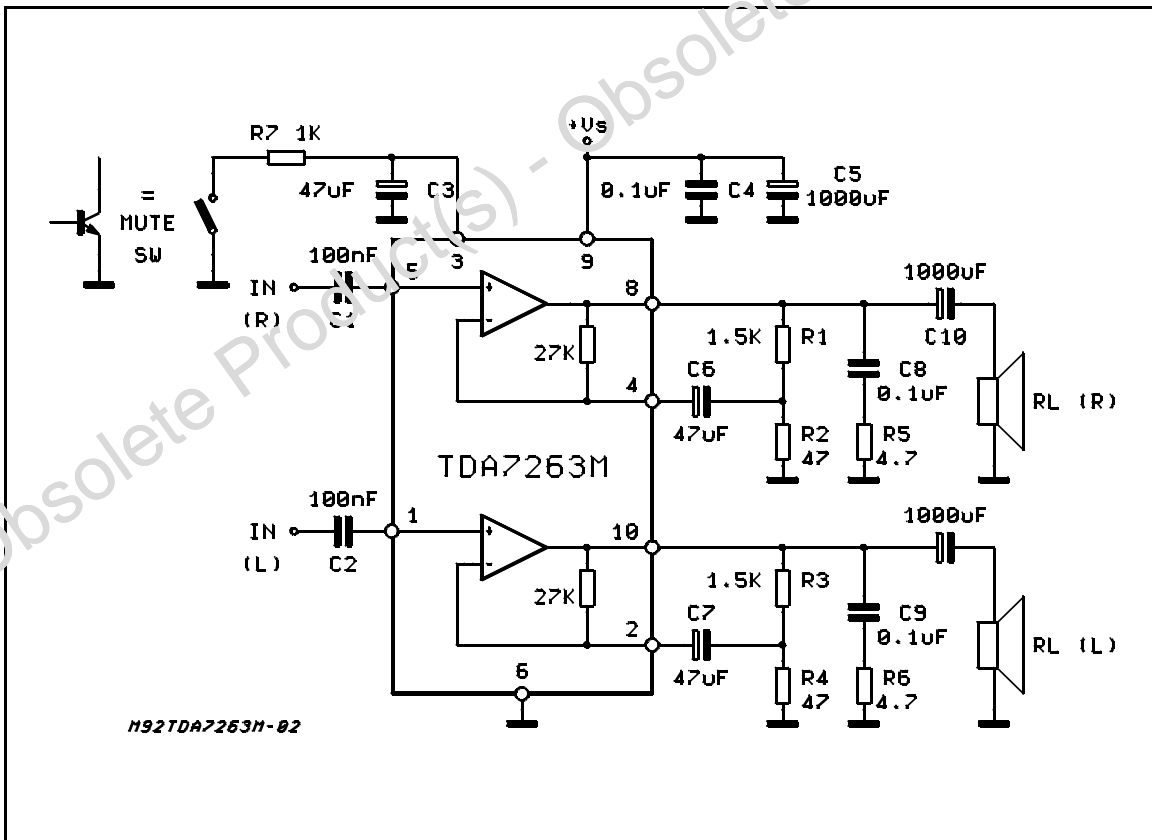 Obsolete Product(s) - Obsolete
R7 1K
+Vs
47uF
C3
0.1uF
C4
C5
1000uF
=
MUTE
SW
100nF
5
3
9
IN
(R)
8
1000uF
C10
27K
1.5K
R1
C6
C8
0.1uF
4
47uF
R2
47
R5
4.7
RL (R)
TDA7263M
100nF
IN
(L)
C2
1
10
1000uF
27K
1.5K
R3
C7
C9
0.1uF
2
47uF
R4
47
R6
4.7
RL (L)
6
M92TDA7263M-02